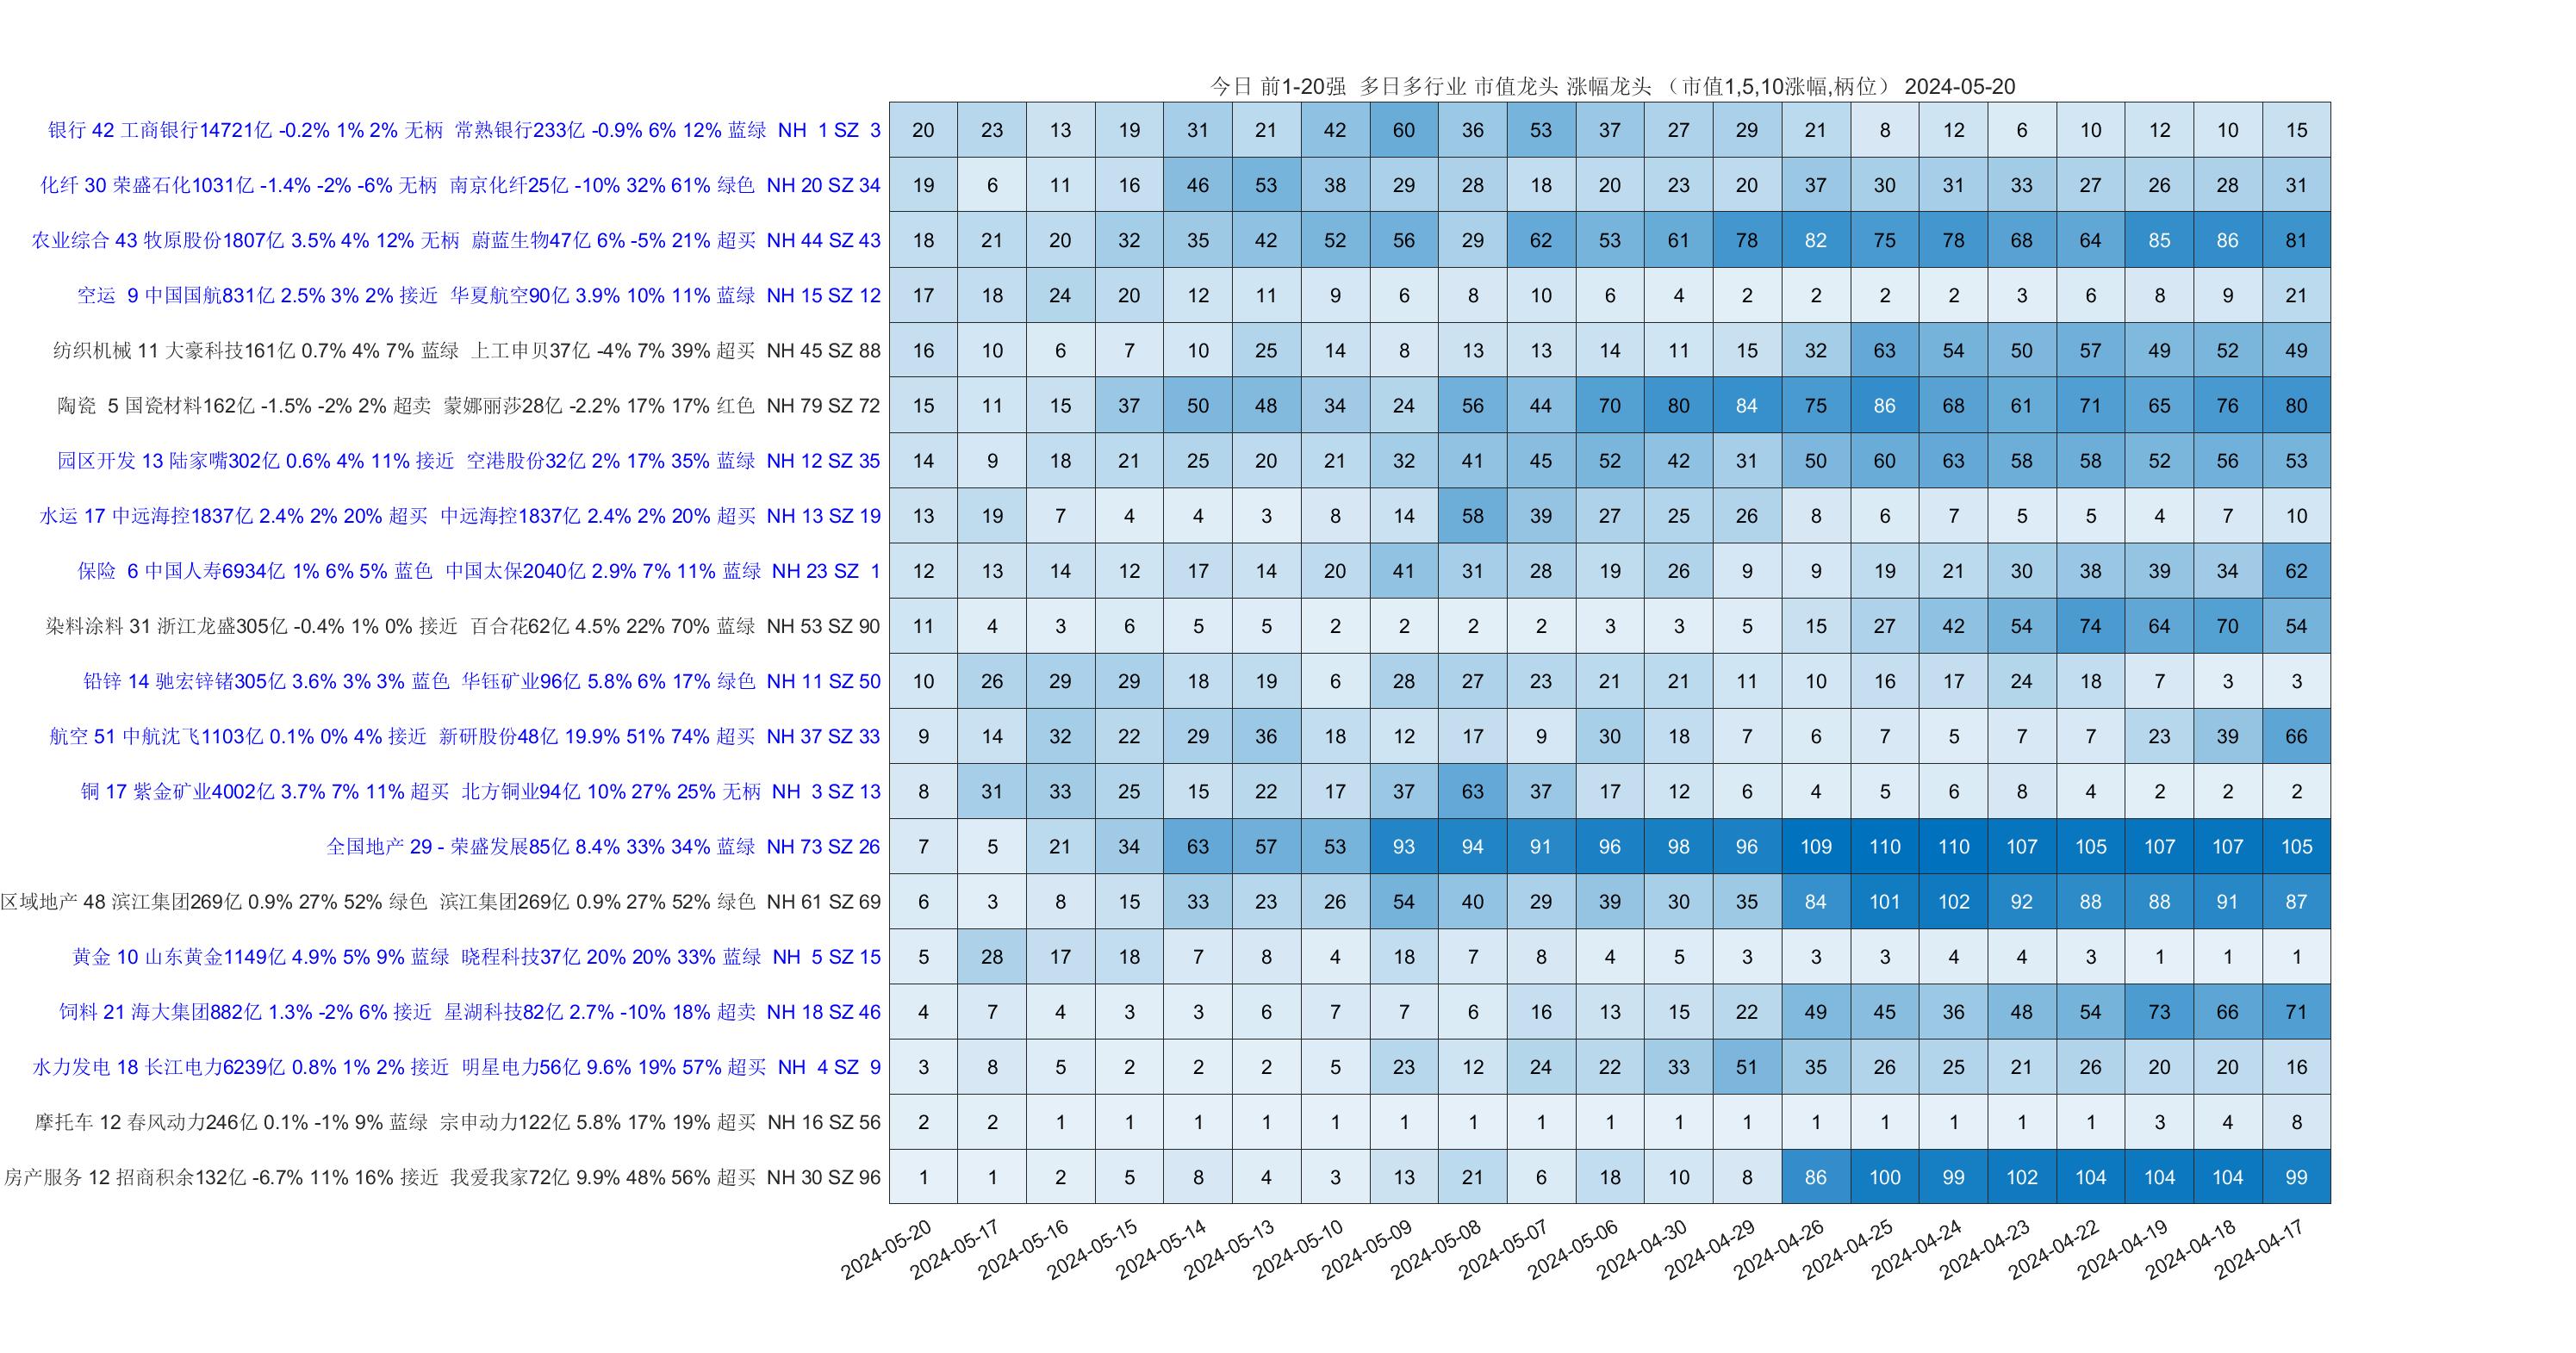 今日 前1-20强 多日多行业 市值龙头 涨幅龙头 （市值1,5,10涨幅,柄位） 2024-05-20
银行 42 工商银行14721亿 -0.2% 1% 2% 无柄 常熟银行233亿 -0.9% 6% 12% 蓝绿 NH 1 SZ 3 20 23 13 19 31 21 42 60 36 53 37 27 29 21 8 12 6 10 12 10 15
化纤 30 荣盛石化1031亿 -1.4% -2% -6% 无柄 南京化纤25亿 -10% 32% 61% 绿色 NH 20 SZ 34 19 6 11 16 46 53 38 29 28 18 20 23 20 37 30 31 33 27 26 28 31
农业综合 43 牧原股份1807亿 3.5% 4% 12% 无柄 蔚蓝生物47亿 6% -5% 21% 超买 NH 44 SZ 43 18 21 20 32 35 42 52 56 29 62 53 61 78 82 75 78 68 64 85 86 81
空运 9 中国国航831亿 2.5% 3% 2% 接近 华夏航空90亿 3.9% 10% 11% 蓝绿 NH 15 SZ 12 17 18 24 20 12 11 9 6 8 10 6 4 2 2 2 2 3 6 8 9 21
纺织机械 11 大豪科技161亿 0.7% 4% 7% 蓝绿 上工申贝37亿 -4% 7% 39% 超买 NH 45 SZ 88 16 10 6 7 10 25 14 8 13 13 14 11 15 32 63 54 50 57 49 52 49
陶瓷 5 国瓷材料162亿 -1.5% -2% 2% 超卖 蒙娜丽莎28亿 -2.2% 17% 17% 红色 NH 79 SZ 72 15 11 15 37 50 48 34 24 56 44 70 80 84 75 86 68 61 71 65 76 80
园区开发 13 陆家嘴302亿 0.6% 4% 11% 接近 空港股份32亿 2% 17% 35% 蓝绿 NH 12 SZ 35 14 9 18 21 25 20 21 32 41 45 52 42 31 50 60 63 58 58 52 56 53
水运 17 中远海控1837亿 2.4% 2% 20% 超买 中远海控1837亿 2.4% 2% 20% 超买 NH 13 SZ 19 13 19 7 4 4 3 8 14 58 39 27 25 26 8 6 7 5 5 4 7 10
保险 6 中国人寿6934亿 1% 6% 5% 蓝色 中国太保2040亿 2.9% 7% 11% 蓝绿 NH 23 SZ 1 12 13 14 12 17 14 20 41 31 28 19 26 9 9 19 21 30 38 39 34 62
染料涂料 31 浙江龙盛305亿 -0.4% 1% 0% 接近 百合花62亿 4.5% 22% 70% 蓝绿 NH 53 SZ 90 11 4 3 6 5 5 2 2 2 2 3 3 5 15 27 42 54 74 64 70 54
铅锌 14 驰宏锌锗305亿 3.6% 3% 3% 蓝色 华钰矿业96亿 5.8% 6% 17% 绿色 NH 11 SZ 50 10 26 29 29 18 19 6 28 27 23 21 21 11 10 16 17 24 18 7 3 3
航空 51 中航沈飞1103亿 0.1% 0% 4% 接近 新研股份48亿 19.9% 51% 74% 超买 NH 37 SZ 33 9 14 32 22 29 36 18 12 17 9 30 18 7 6 7 5 7 7 23 39 66
铜 17 紫金矿业4002亿 3.7% 7% 11% 超买 北方铜业94亿 10% 27% 25% 无柄 NH 3 SZ 13 8 31 33 25 15 22 17 37 63 37 17 12 6 4 5 6 8 4 2 2 2
全国地产 29 - 荣盛发展85亿 8.4% 33% 34% 蓝绿 NH 73 SZ 26 7 5 21 34 63 57 53 93 94 91 96 98 96 109 110 110 107 105 107 107 105
区域地产 48 滨江集团269亿 0.9% 27% 52% 绿色 滨江集团269亿 0.9% 27% 52% 绿色 NH 61 SZ 69 6 3 8 15 33 23 26 54 40 29 39 30 35 84 101 102 92 88 88 91 87
黄金 10 山东黄金1149亿 4.9% 5% 9% 蓝绿 晓程科技37亿 20% 20% 33% 蓝绿 NH 5 SZ 15 5 28 17 18 7 8 4 18 7 8 4 5 3 3 3 4 4 3 1 1 1
饲料 21 海大集团882亿 1.3% -2% 6% 接近 星湖科技82亿 2.7% -10% 18% 超卖 NH 18 SZ 46 4 7 4 3 3 6 7 7 6 16 13 15 22 49 45 36 48 54 73 66 71
水力发电 18 长江电力6239亿 0.8% 1% 2% 接近 明星电力56亿 9.6% 19% 57% 超买 NH 4 SZ 9 3 8 5 2 2 2 5 23 12 24 22 33 51 35 26 25 21 26 20 20 16
摩托车 12 春风动力246亿 0.1% -1% 9% 蓝绿 宗申动力122亿 5.8% 17% 19% 超买 NH 16 SZ 56 2 2 1 1 1 1 1 1 1 1 1 1 1 1 1 1 1 1 3 4 8
房产服务 12 招商积余132亿 -6.7% 11% 16% 接近 我爱我家72亿 9.9% 48% 56% 超买 NH 30 SZ 96 1 1 2 5 8 4 3 13 21 6 18 10 8 86 100 99 102 104 104 104 99
2024-05-20 2024-05-17 2024-05-16 2024-05-15 2024-05-14 2024-05-13 2024-05-10 2024-05-09 2024-05-08 2024-05-07 2024-05-06 2024-04-30 2024-04-29 2024-04-26 2024-04-25 2024-04-24 2024-04-23 2024-04-22 2024-04-19 2024-04-18 2024-04-17